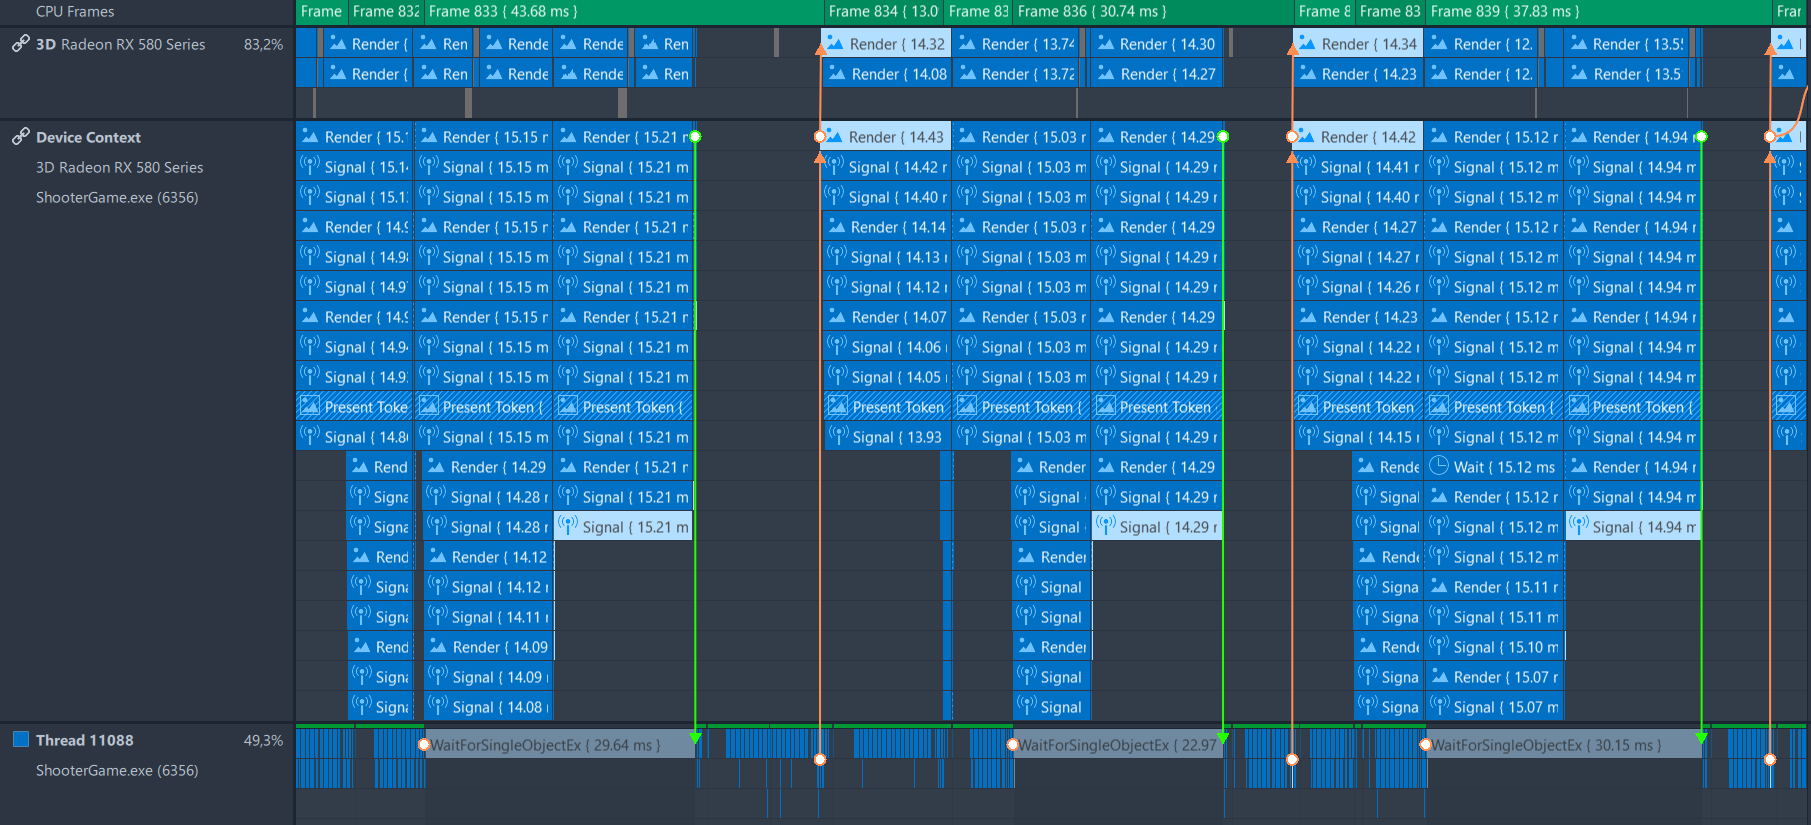 CPU Frames Frame Frame 832 Frame 833 { 43.68 ms } Frame 834 { 13.0 Frame 83 Frame 836 { 30.74 ms } Frame 8 Frame 83 Frame 839 { 37.83 ms } Frar
3D Radeon RX 580 Series 83,2% Render { Ren Rende Rende Ren Render { 14.32 Render { 13.74 Render { 14.30 Render { 14.34 Render { 12. Render { 13.5
Render { Ren Rende Rende Ren Render { 14.08 Render { 13.72 Render { 14.27 Render { 14.23 Render { 12. Render { 13.5
Device Context Render { 15.1 Render { 15.15 m Render { 15.21 m Render { 14.43 Render { 15.03 m Render { 14.29 Render { 14.42 Render { 15.12 m Render { 14.94 m
3D Radeon RX 580 Series Signal { 15.14 Signal { 15.15 m Signal { 15.21 m Signal { 14.42 r Signal { 15.03 m Signal { 14.29 r Signal { 14.41 r Signal { 15.12 m Signal { 14.94 m
ShooterGame.exe (6356) Signal { 15.1 Signal { 15.15 m Signal { 15.21 m Signal { 14.40 r Signal { 15.03 m Signal { 14.29 r Signal { 14.40 r Signal { 15.12 m Signal { 14.94 m
Render { 14.9 Render { 15.15 m Render { 15.21 r Render { 14.14 Render { 15.03 r Render { 14.29 Render { 14.27 Render { 15.12 r Render { 14.94 r
Signal { 14.98 Signal { 15.15 m Signal { 15.21 m Signal { 14.13 r Signal { 15.03 m Signal { 14.29 r Signal { 14.27 r Signal { 15.12 m Signal { 14.94 m
Signal { 14.9 Signal { 15.15 m Signal { 15.21 m Signal { 14.12 r Signal { 15.03 m Signal { 14.29 r Signal { 14.26 r Signal { 15.12 m Signal { 14.94 m
Render { 14.9 Render { 15.15 m Render { 15.21 r Render { 14.07 Render { 15.03 r Render { 14.29 Render { 14.23 Render { 15.12 r Render { 14.94 r
Signal { 14.94 Signal { 15.15 m Signal { 15.21 m Signal { 14.06 Signal { 15.03 m Signal { 14.29 r Signal { 14.22 r Signal { 15.12 m Signal { 14.94 m
Signal { 14.9 Signal { 15.15 m Signal { 15.21 m Signal { 14.05 Signal { 15.03 m Signal { 14.29 r Signal { 14.22 r Signal { 15.12 m Signal { 14.94 m
Present Toke Present Token { Present Token { Present Token Present Token { Present Token Present Token Present Token { Present Token {
Signal { 14.8 Signal { 15.15 m Signal { 15.21 m Signal { 13.93 Signal { 15.03 m Signal { 14.29 r Signal { 14.15 r Signal { 15.12 m Signal { 14.94 m
Rend Render { 14.29 Render { 15.21 r Render Render { 14.29 Rende Wait { 15.12 ms Render { 14.94 r
Signa Signal { 14.28 r Signal { 15.21 m Signal Signal { 14.29 r Signal Render { 15.12 r Signal { 14.94 m
Signa Signal { 14.28 r Signal { 15.21 m Signal Signal { 14.29 r Signal Signal { 15.12 m Signal { 14.94 m
Rend Render { 14.12 Render Rende Signal { 15.12 m
Signa Signal { 14.12 r Signal Signa Render { 15.11 r
Signa Signal { 14.11 r Signal Signa Signal { 15.11 m
Rend Render { 14.09 Render Rende Signal { 15.10 m
Signa Signal { 14.09 Signal Signa Render { 15.07 r
Signa Signal { 14.08 Signal Signa Signal { 15.07 m
Thread 11088 49,3% WaitForSingleObjectEx { 29.64 ms } WaitForSingleObjectEx { 22.97 WaitForSingleObjectEx { 30.15 ms }
ShooterGame.exe (6356)